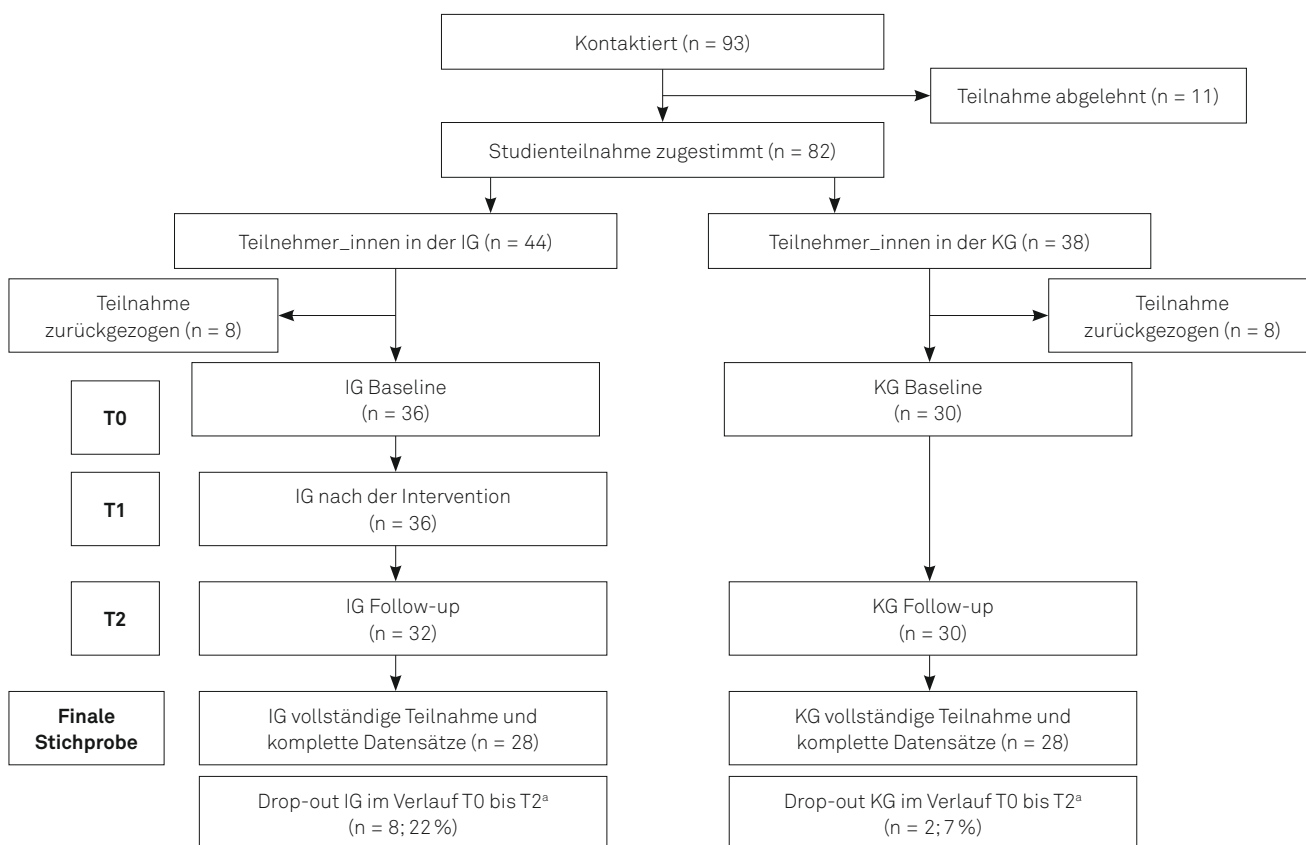 Kontaktiert (n = 93)
Teilnahme abgelehnt (n = 11)
Studienteilnahme zugestimmt (n = 82)
Teilnehmer_innen in der IG (n = 44)
Teilnehmer_innen in der KG (n = 38)
Teilnahme
zurückgezogen (n = 8)
Teilnahme
zurückgezogen (n = 8)
T0
IG Baseline
(n = 36)
KG Baseline
(n = 30)
T1
IG nach der Intervention
(n = 36)
T2
IG Follow-up
(n = 32)
KG Follow-up
(n = 30)
Finale
Stichprobe
IG vollständige Teilnahme und
komplette Datensätze (n = 28)
KG vollständige Teilnahme und
komplette Datensätze (n = 28)
Drop-out IG im Verlauf T0 bis T2ᵃ
(n = 8; 22 %)
Drop-out KG im Verlauf T0 bis T2ᵃ
(n = 2; 7 %)